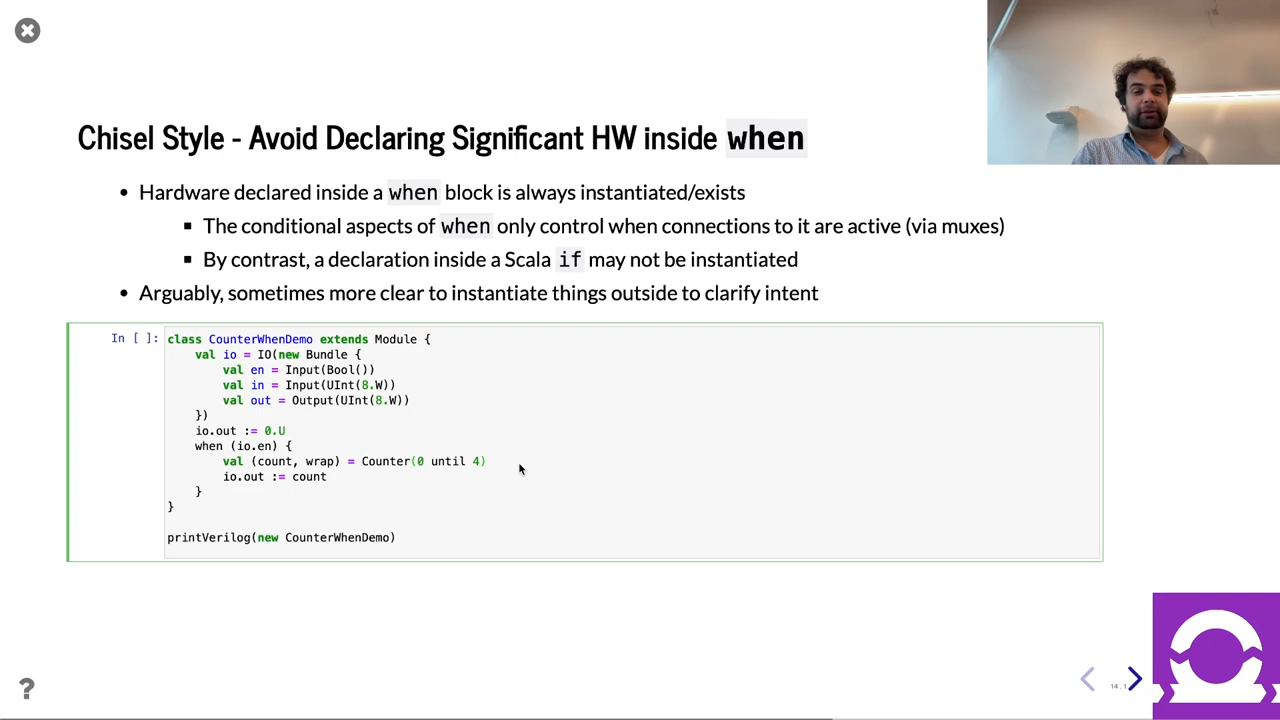 Chisel Style - Avoid Declaring Significant HW inside when
• Hardware declared inside a when block is always instantiated/exists
▪ The conditional aspects of when only control when connections to it are active (via muxes)
▪ By contrast, a declaration inside a Scala if may not be instantiated
• Arguably, sometimes more clear to instantiate things outside to clarify intent
In [ ]: class CounterWhenDemo extends Module {
val io = IO(new Bundle {
val en = Input(Bool())
val in = Input(UInt(8.W))
val out = Output(UInt(8.W))
})
io.out := 0.U
when (io.en) {
val (count, wrap) = Counter(0 until 4)
io.out := count
}
}
printVerilog(new CounterWhenDemo)
?
14.1